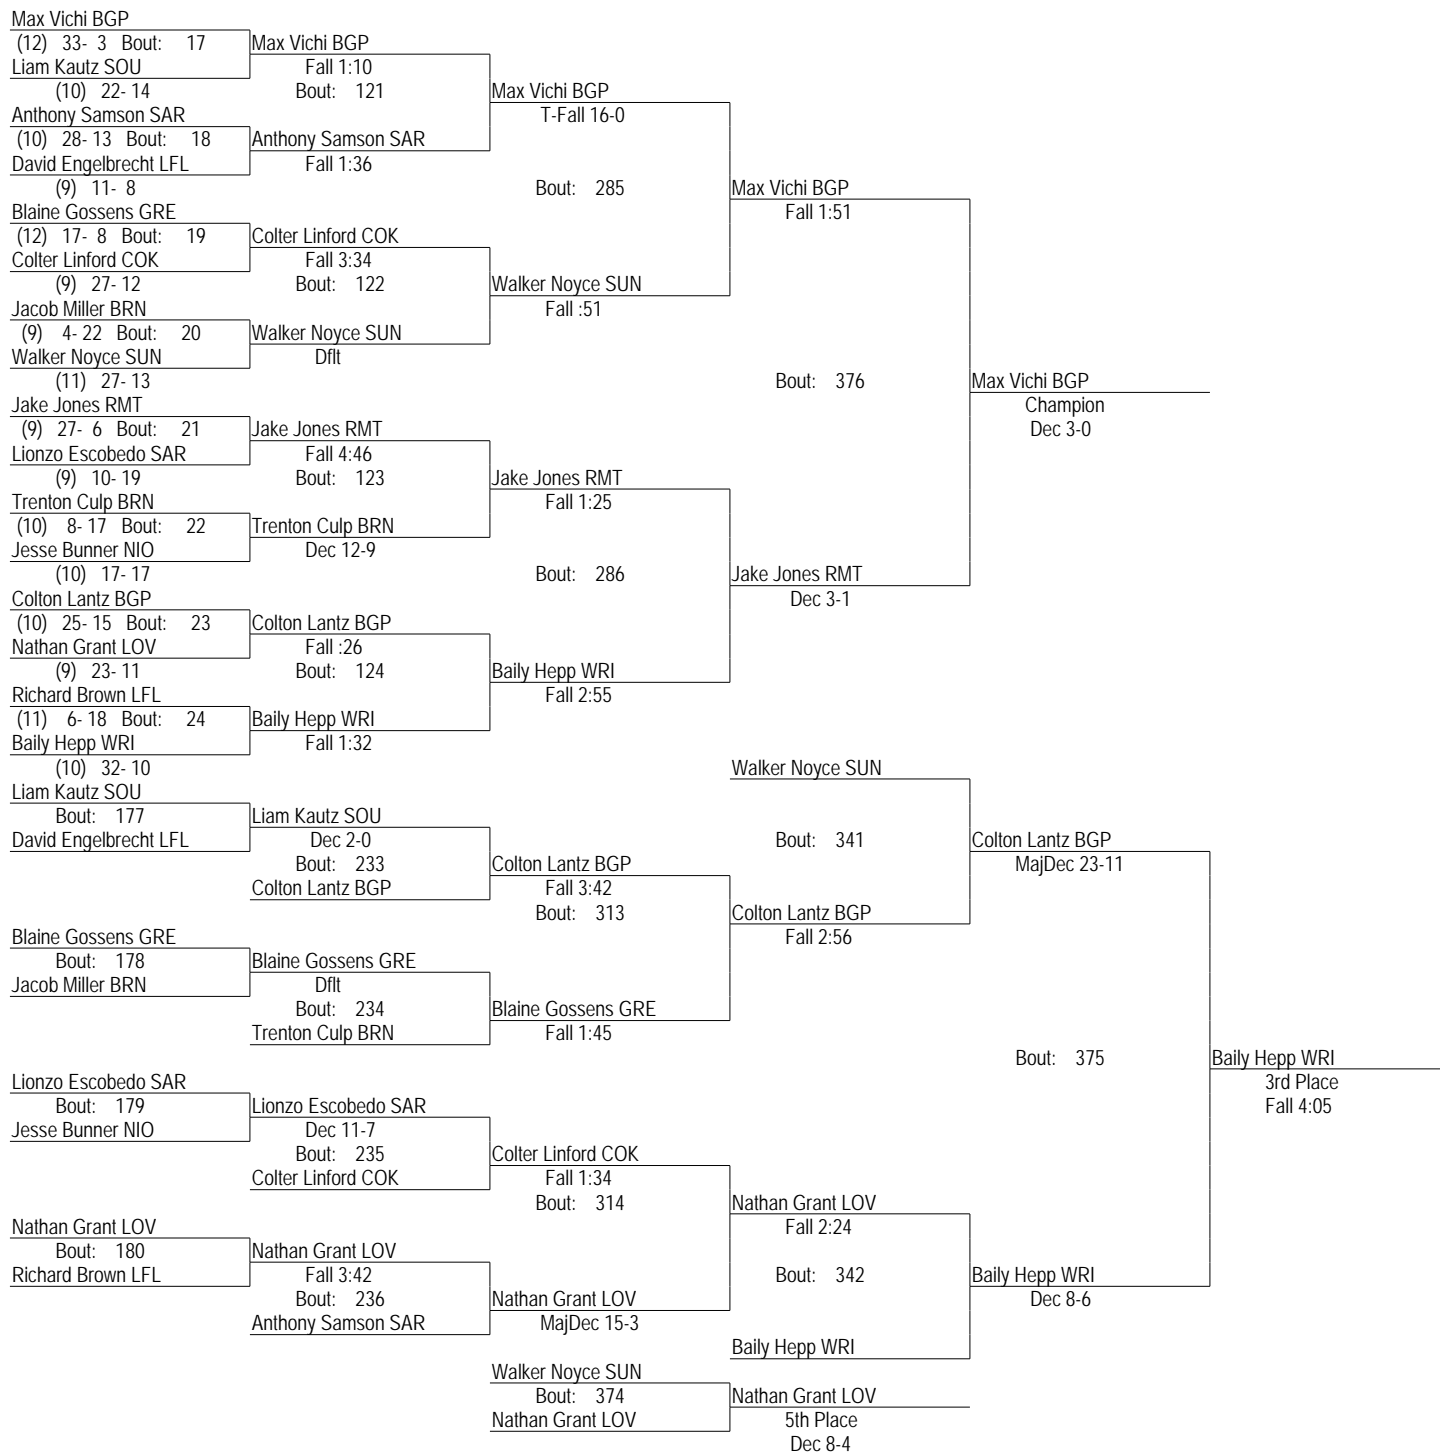 Max Vichi BGP
(12) 33- 3 Bout: 17 Max Vichi BGP
Liam Kautz SOU Fall 1:10
(10) 22- 14 Bout: 121 Max Vichi BGP
Anthony Samson SAR T-Fall 16-0
(10) 28- 13 Bout: 18 Anthony Samson SAR
David Engelbrecht LFL Fall 1:36
(9) 11- 8 Bout: 285 Max Vichi BGP
Blaine Gossens GRE Fall 1:51
(12) 17- 8 Bout: 19 Colter Linford COK
Colter Linford COK Fall 3:34
(9) 27- 12 Bout: 122 Walker Noyce SUN
Jacob Miller BRN Fall :51
(9) 4- 22 Bout: 20 Walker Noyce SUN
Walker Noyce SUN Dflt
(11) 27- 13 Bout: 376 Max Vichi BGP
Jake Jones RMT Champion
(9) 27- 6 Bout: 21 Jake Jones RMT Dec 3-0
Lionzo Escobedo SAR Fall 4:46
(9) 10- 19 Bout: 123 Jake Jones RMT
Trenton Culp BRN Fall 1:25
(10) 8- 17 Bout: 22 Trenton Culp BRN
Jesse Bunner NIO Dec 12-9
(10) 17- 17 Bout: 286 Jake Jones RMT
Colton Lantz BGP Dec 3-1
(10) 25- 15 Bout: 23 Colton Lantz BGP
Nathan Grant LOV Fall :26
(9) 23- 11 Bout: 124 Baily Hepp WRI
Richard Brown LFL Fall 2:55
(11) 6- 18 Bout: 24 Baily Hepp WRI
Baily Hepp WRI Fall 1:32
(10) 32- 10 Walker Noyce SUN
Liam Kautz SOU
Bout: 177 Liam Kautz SOU
David Engelbrecht LFL Dec 2-0 Bout: 341 Colton Lantz BGP
Bout: 233 Colton Lantz BGP MajDec 23-11
Colton Lantz BGP Fall 3:42
Bout: 313 Colton Lantz BGP
Blaine Gossens GRE Fall 2:56
Bout: 178 Blaine Gossens GRE
Jacob Miller BRN Dflt
Bout: 234 Blaine Gossens GRE
Trenton Culp BRN Fall 1:45
Bout: 375 Baily Hepp WRI
Lionzo Escobedo SAR 3rd Place
Bout: 179 Lionzo Escobedo SAR Fall 4:05
Jesse Bunner NIO Dec 11-7
Bout: 235 Colter Linford COK
Colter Linford COK Fall 1:34
Bout: 314 Nathan Grant LOV
Nathan Grant LOV Fall 2:24
Bout: 180 Nathan Grant LOV
Richard Brown LFL Fall 3:42 Bout: 342 Baily Hepp WRI
Bout: 236 Nathan Grant LOV Dec 8-6
Anthony Samson SAR MajDec 15-3
Baily Hepp WRI
Walker Noyce SUN
Bout: 374 Nathan Grant LOV
Nathan Grant LOV 5th Place
Dec 8-4